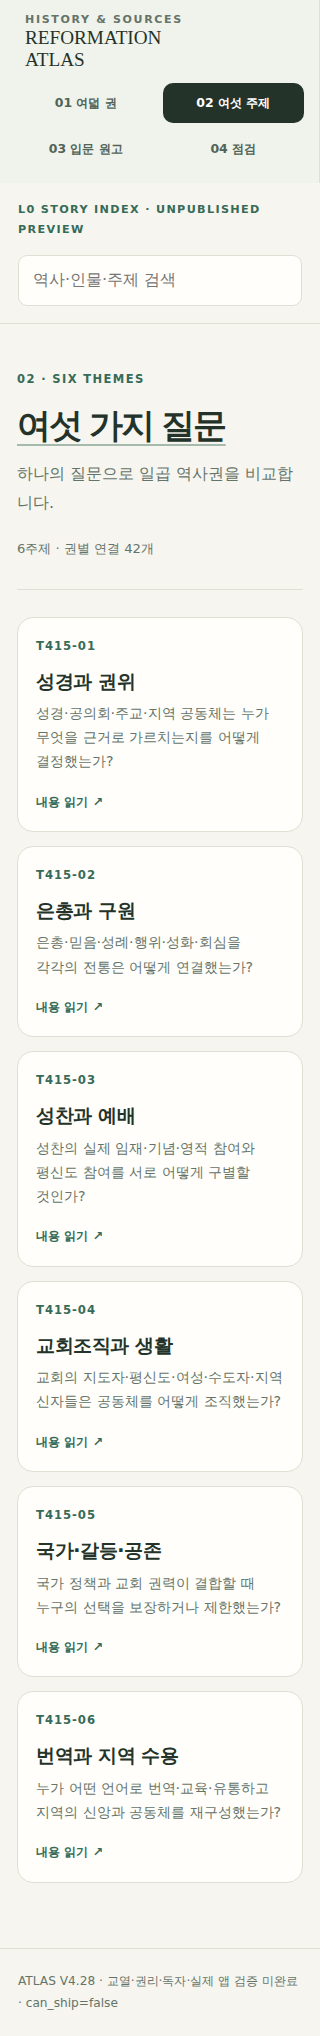 HISTORY & SOURCES
REFORMATION
ATLAS
01 여덟 권
02 여섯 주제
03 입문 원고
04 점검
L0 STORY INDEX · UNPUBLISHED
PREVIEW
역사·인물·주제 검색
02 · SIX THEMES
여섯 가지 질문
하나의 질문으로 일곱 역사권을 비교합
니다.
6주제 · 권별 연결 42개
T415-01
성경과 권위
성경·공의회·주교·지역 공동체는 누가
무엇을 근거로 가르치는지를 어떻게
결정했는가?
내용 읽기 ↗
T415-02
은총과 구원
은총·믿음·성례·행위·성화·회심을
각각의 전통은 어떻게 연결했는가?
내용 읽기 ↗
T415-03
성찬과 예배
성찬의 실제 임재·기념·영적 참여와
평신도 참여를 서로 어떻게 구별할
것인가?
내용 읽기 ↗
T415-04
교회조직과 생활
교회의 지도자·평신도·여성·수도자·지역
신자들은 공동체를 어떻게 조직했는가?
내용 읽기 ↗
T415-05
국가·갈등·공존
국가 정책과 교회 권력이 결합할 때
누구의 선택을 보장하거나 제한했는가?
내용 읽기 ↗
T415-06
번역과 지역 수용
누가 어떤 언어로 번역·교육·유통하고
지역의 신앙과 공동체를 재구성했는가?
내용 읽기 ↗
ATLAS V4.28 · 교열·권리·독자·실제 앱 검증 미완료
· can_ship=false